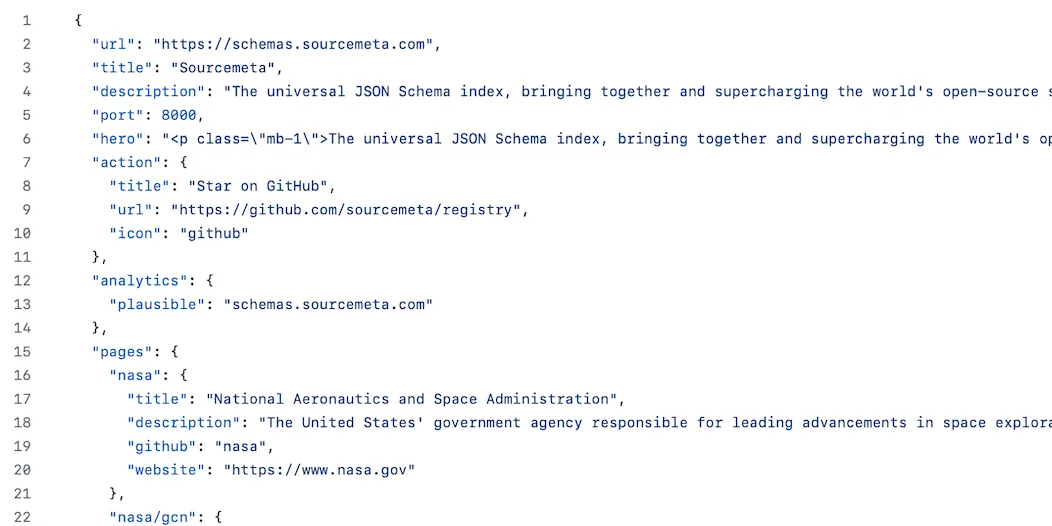 1 {
2 "url": "https://schemas.sourcemeta.com",
3 "title": "Sourcemeta",
4 "description": "The universal JSON Schema index, bringing together and supercharging the world's open-source
5 "port": 8000,
6 "hero": "<p class=\"mb-1\">The universal JSON Schema index, bringing together and supercharging the world's
7 "action": {
8 "title": "Star on GitHub",
9 "url": "https://github.com/sourcemeta/registry",
10 "icon": "github"
11 },
12 "analytics": {
13 "plausible": "schemas.sourcemeta.com"
14 },
15 "pages": {
16 "nasa": {
17 "title": "National Aeronautics and Space Administration",
18 "description": "The United States' government agency responsible for leading advancements in space
19 "github": "nasa",
20 "website": "https://www.nasa.gov"
21 },
22 "nasa/gcn": {